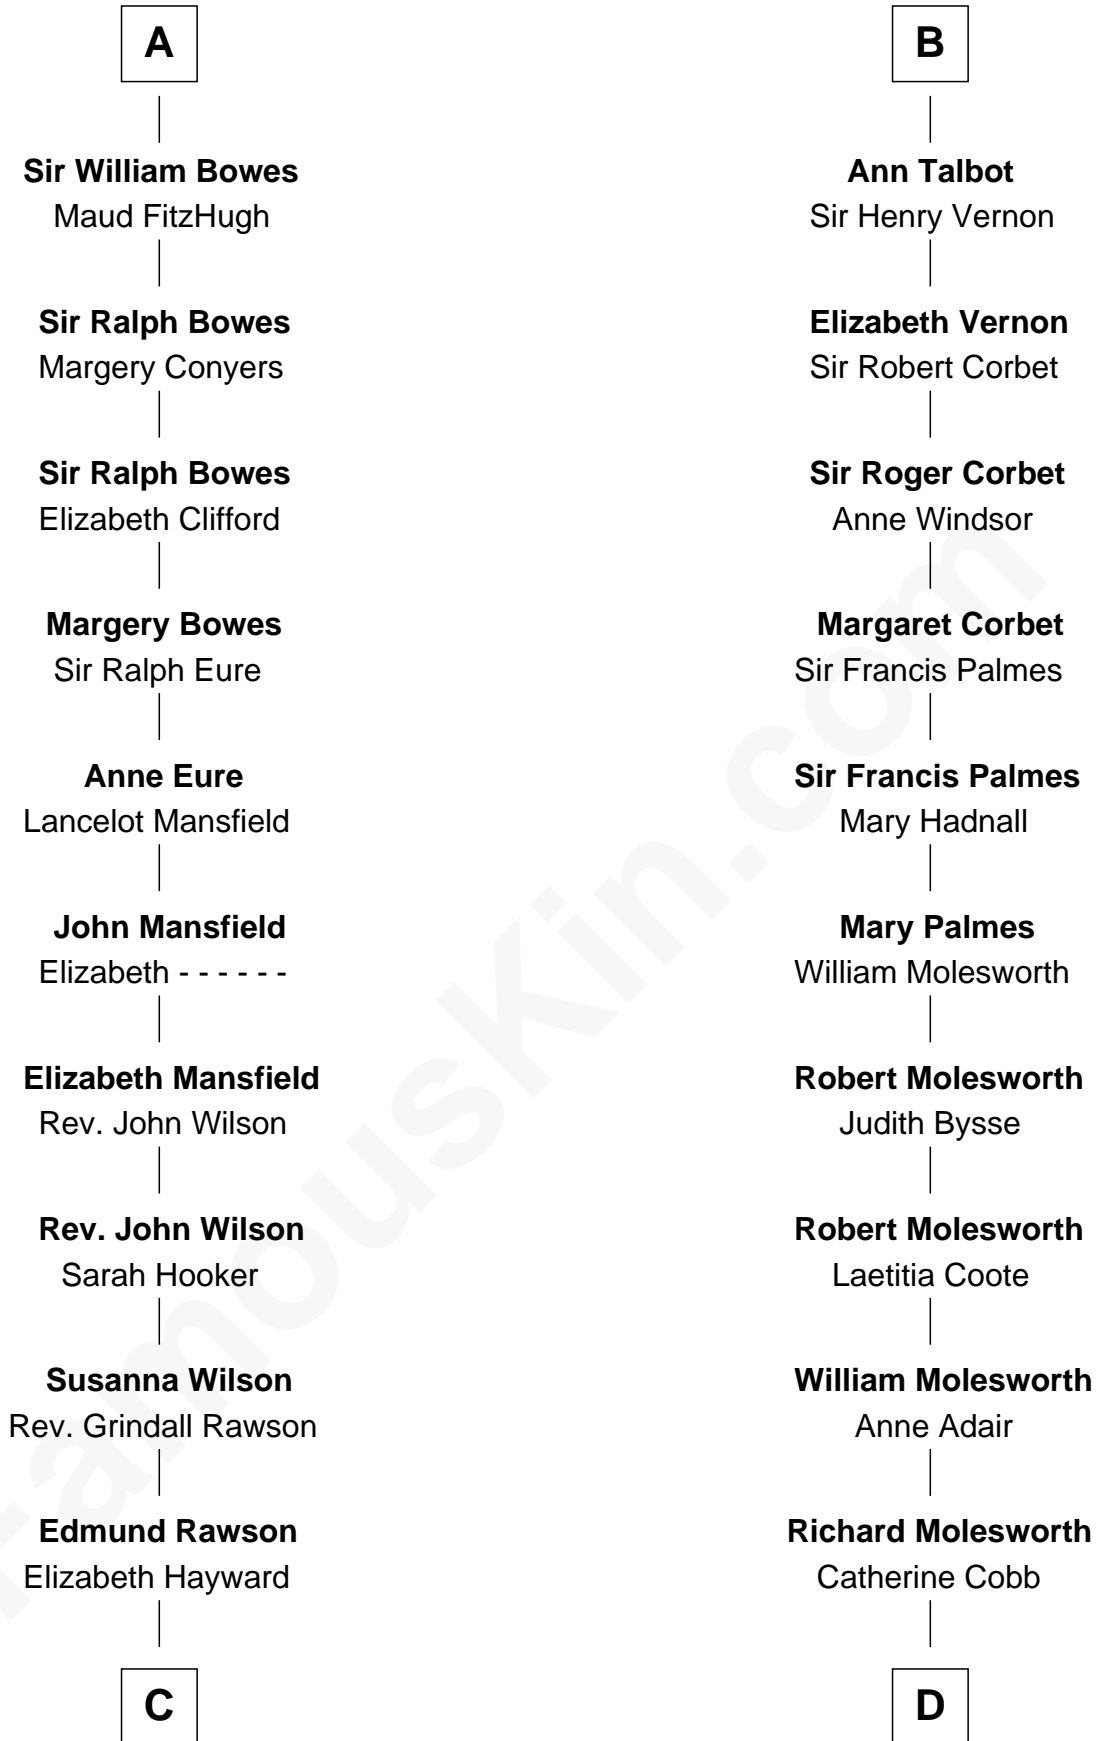 A
Sir William Bowes
Maud FitzHugh
Sir Ralph Bowes
Margery Conyers
Sir Ralph Bowes
Elizabeth Clifford
Margery Bowes
Sir Ralph Eure
Anne Eure
Lancelot Mansfield
John Mansfield
Elizabeth - - - - - -
Elizabeth Mansfield
Rev. John Wilson
Rev. John Wilson
Sarah Hooker
Susanna Wilson
Rev. Grindall Rawson
Edmund Rawson
Elizabeth Hayward
C
B
Ann Talbot
Sir Henry Vernon
Elizabeth Vernon
Sir Robert Corbet
Sir Roger Corbet
Anne Windsor
Margaret Corbet
Sir Francis Palmes
Sir Francis Palmes
Mary Hadnall
Mary Palmes
William Molesworth
Robert Molesworth
Judith Bysse
Robert Molesworth
Laetitia Coote
William Molesworth
Anne Adair
Richard Molesworth
Catherine Cobb
D
FamousKin.com